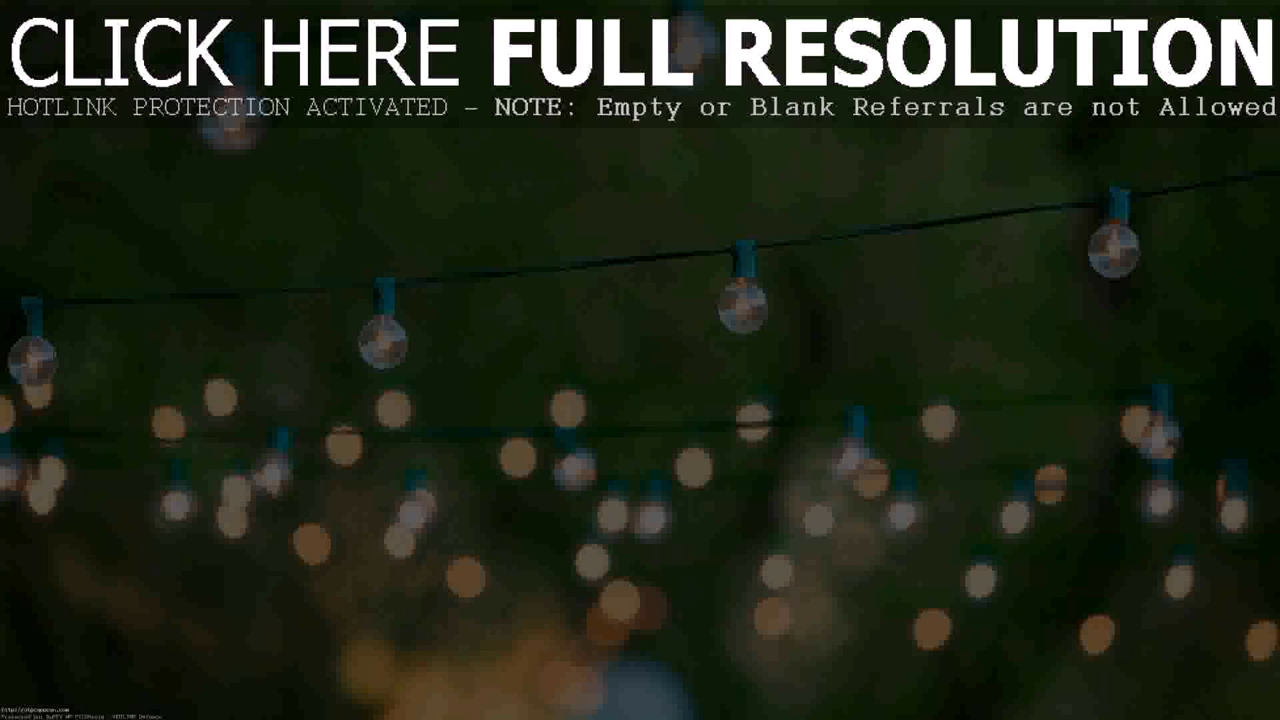 CLICK HERE FULL RESOLUTION
HOTLINK PROTECTION ACTIVATED – NOTE: Empty or Blank Referrals are not Allowed